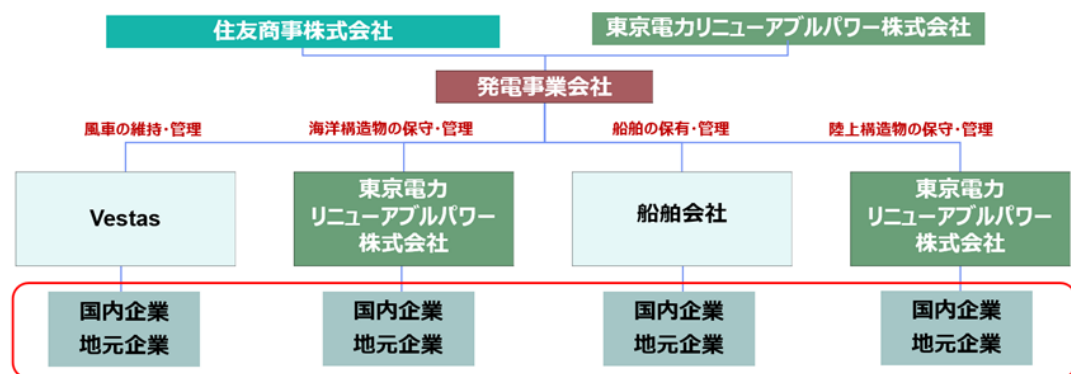 住友商事株式会社
東京電力リニューアブルパワー株式会社
発電事業会社
風車の維持・管理
海洋構造物の保守・管理
船舶の保有・管理
陸上構造物の保守・管理
Vestas
東京電力
リニューアブルパワー
株式会社
船舶会社
東京電力
リニューアブルパワー
株式会社
国内企業
地元企業
国内企業
地元企業
国内企業
地元企業
国内企業
地元企業